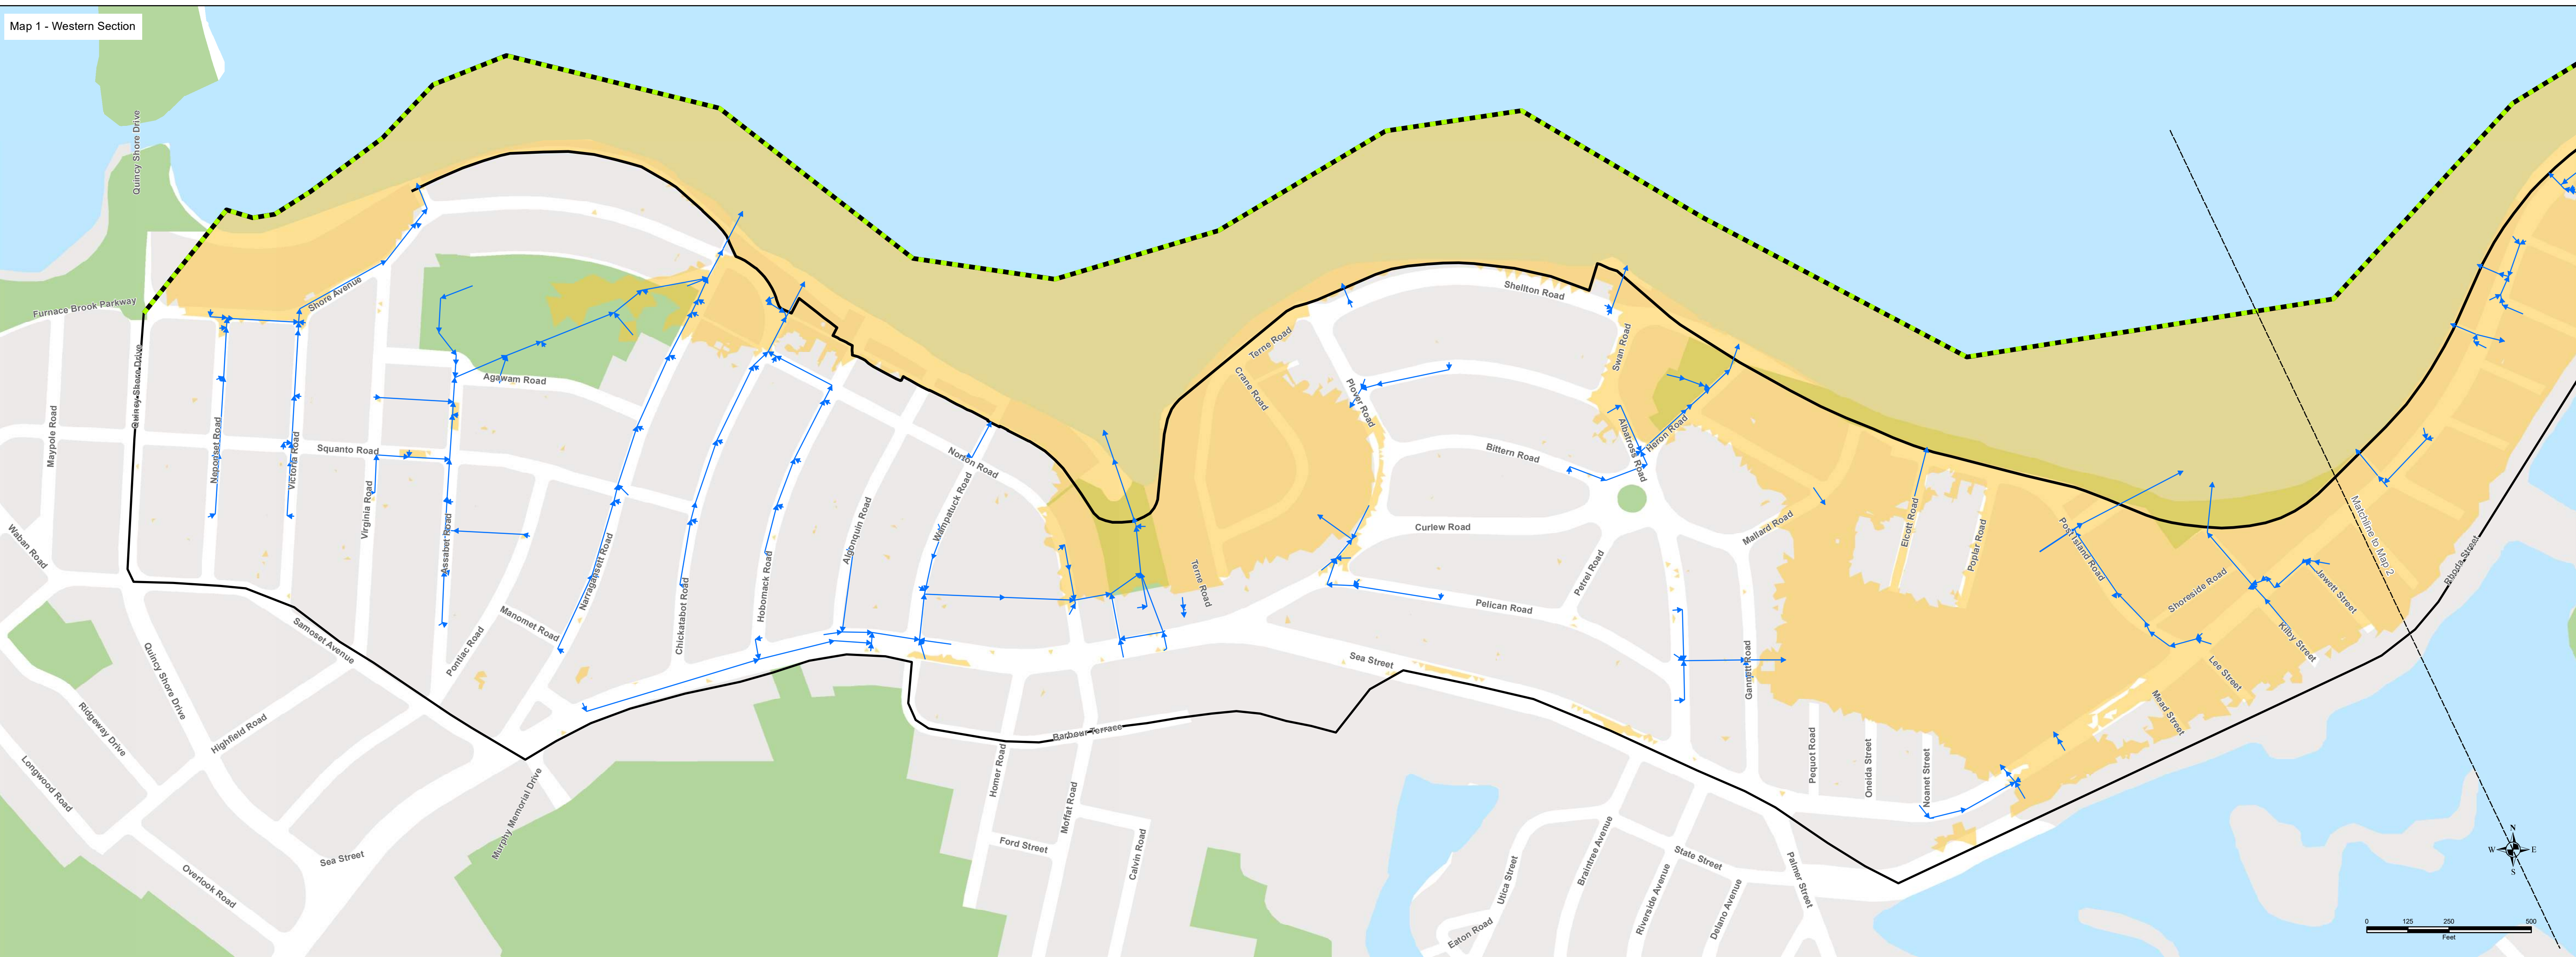 Map 1 - Western Section
Quincy Shore Drive
Furnace Brook Parkway
Shore Avenue
Quincy Shore Drive
Maypole Road
Neponset Road
Victoria Road
Squanto Road
Virginia Road
Assabet Road
Agawam Road
Waban Road
Samoset Avenue
Quincy Shore Drive
Highfield Road
Ridgeway Drive
Longwood Road
Overlook Road
Sea Street
Pontiac Road
Manomet Road
Narragansett Road
Murphy Memorial Drive
Chickatabot Road
Hobomack Road
Algonquin Road
Wampatuck Road
Norton Road
Terne Road
Crane Road
Terne Road
Plover Road
Shellton Road
Swan Road
Albatross Road
Heron Road
Bittern Road
Curlew Road
Pelican Road
Petrel Road
Sea Street
Barbour Terrace
Homer Road
Moffat Road
Ford Street
Calvin Road
Mallard Road
Gannett Road
Elcott Road
Poplar Road
Post Island Road
Shoreside Road
Jewett Street
Kilby Street
Lee Street
Mead Street
Rhoda Street
Matchline to Map 2
Pequot Road
Oneida Street
Noanet Street
Utica Street
Braintree Avenue
State Street
Riverside Avenue
Delano Avenue
Palmer Street
Eaton Road
N
W E
S
0 125 250 500
Feet